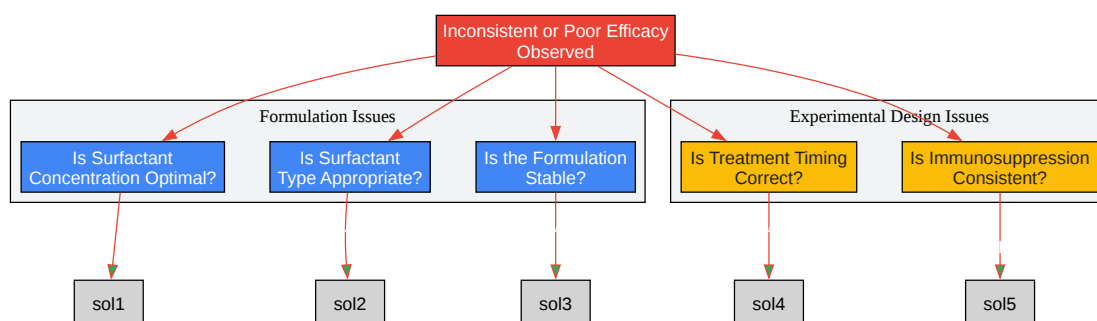 Inconsistent or Poor Efficacy
Observed
Formulation Issues
Experimental Design Issues
Is Surfactant
Concentration Optimal?
Is Surfactant
Type Appropriate?
Is the Formulation
Stable?
Is Treatment Timing
Correct?
Is Immunosuppression
Consistent?
sol1
sol2
sol3
sol4
sol5